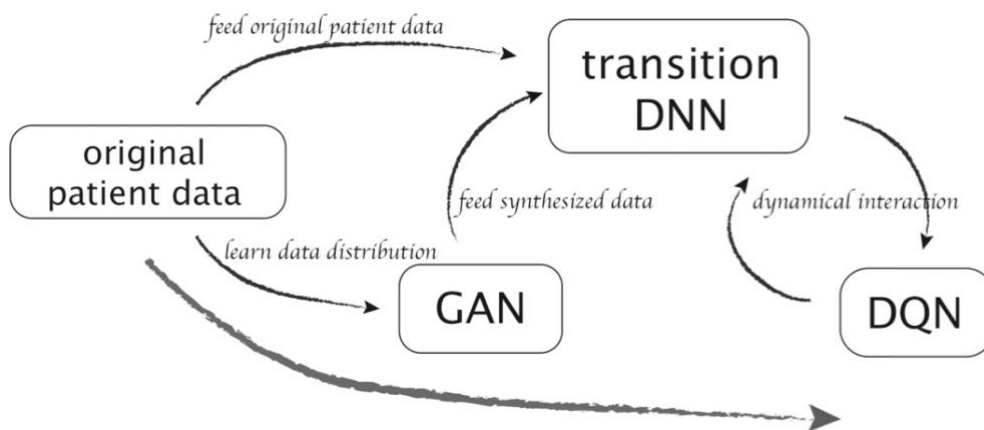 feed original patient data
transition
DNN
original
patient data
feed synthesized data
dynamical interaction
learn data distribution
GAN
DQN